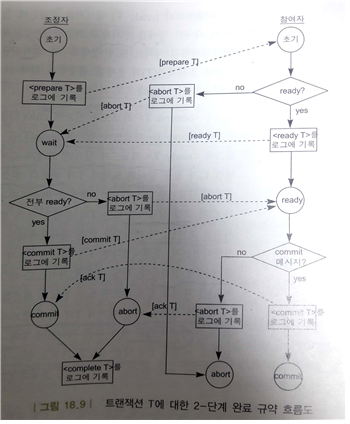 조정자
참여자
초기
초기
[prepare T]
<prepare T>를
로그에 기록
<abort T>를
로그에 기록
no
ready?
[abort T]
yes
[ready T]
<ready T>를
로그에 기록
wait
전부 ready?
no
<abort T>를
로그에 기록
[abort T]
ready
yes
[commit T]
<commit T>를
로그에 기록
no
commit
메시지?
yes
commit
abort
[ack T]
<abort T>를
로그에 기록
<commit T>를
로그에 기록
<complete T>를
로그에 기록
abort
commit
| 그림 18.9 | 트랜잭션 T에 대한 2-단계 완료 규약 흐름도